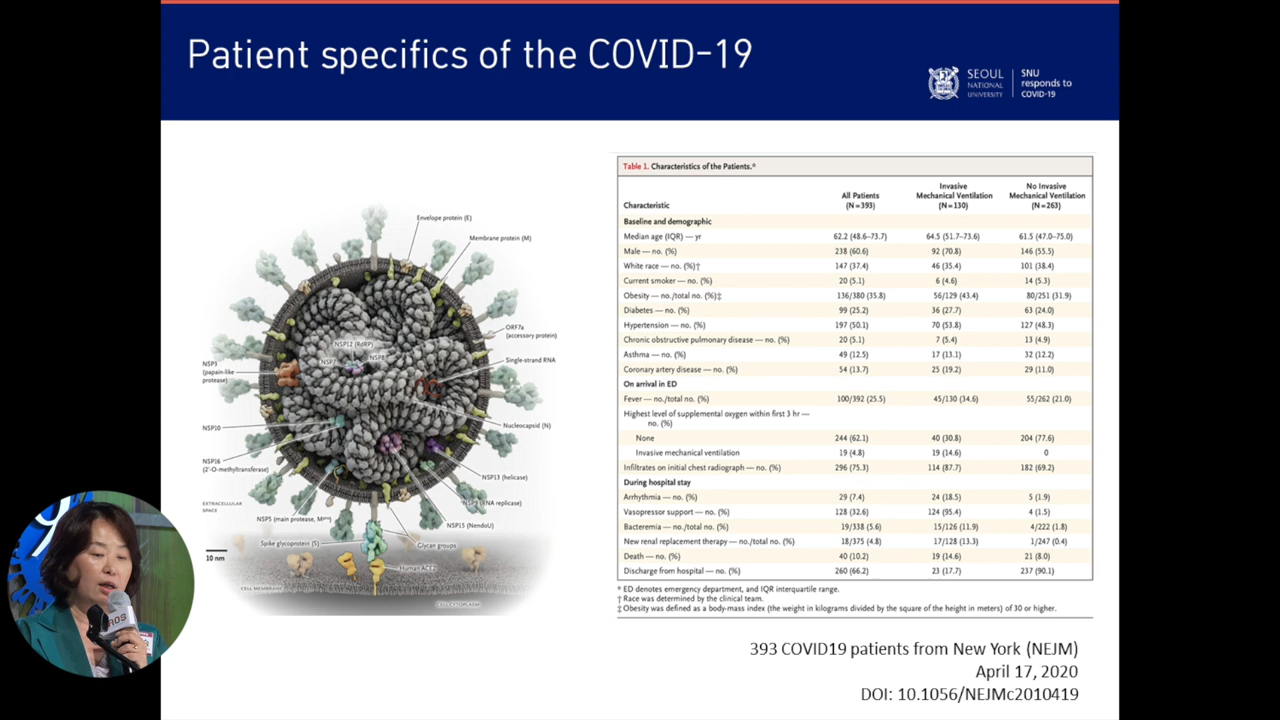 Patient specifics of the COVID-19
SEOUL
NATIONAL
UNIVERSITY
SNU
responds to
COVID-19
Envelope protein (E)
Membrane protein (M)
ORF7a
(accessory protein)
Single-strand RNA
NSP12 (RdRP)
NSP7
NSP8
NSP3
(papain-like
protease)
NSP10
Nucleocapsid (N)
NSP16
(2'-O-methyltransferase)
NSP13 (helicase)
EXTRACELLULAR
SPACE
NSP9 (RNA replicase)
NSP5 (main protease, Mpro)
NSP15 (NendoU)
Spike glycoprotein (S)
Glycan groups
10 nm
Human ACE2
CELL MEMBRANE
CELL CYTOPLASM
Table 1. Characteristics of the Patients.*
Characteristic All Patients (N=393) Invasive Mechanical Ventilation (N=130) No Invasive Mechanical Ventilation (N=263)
Baseline and demographic
Median age (IQR) — yr 62.2 (48.6–73.7) 64.5 (51.7–73.6) 61.5 (47.0–75.0)
Male — no. (%) 238 (60.6) 92 (70.8) 146 (55.5)
White race — no. (%)† 147 (37.4) 46 (35.4) 101 (38.4)
Current smoker — no. (%) 20 (5.1) 6 (4.6) 14 (5.3)
Obesity — no./total no. (%)‡ 136/380 (35.8) 56/129 (43.4) 80/251 (31.9)
Diabetes — no. (%) 99 (25.2) 36 (27.7) 63 (24.0)
Hypertension — no. (%) 197 (50.1) 70 (53.8) 127 (48.3)
Chronic obstructive pulmonary disease — no. (%) 20 (5.1) 7 (5.4) 13 (4.9)
Asthma — no. (%) 49 (12.5) 17 (13.1) 32 (12.2)
Coronary artery disease — no. (%) 54 (13.7) 25 (19.2) 29 (11.0)
On arrival in ED
Fever — no./total no. (%) 100/392 (25.5) 45/130 (34.6) 55/262 (21.0)
Highest level of supplemental oxygen within first 3 hr —
no. (%)
None 244 (62.1) 40 (30.8) 204 (77.6)
Invasive mechanical ventilation 19 (4.8) 19 (14.6) 0
Infiltrates on initial chest radiograph — no. (%) 296 (75.3) 114 (87.7) 182 (69.2)
During hospital stay
Arrhythmia — no. (%) 29 (7.4) 24 (18.5) 5 (1.9)
Vasopressor support — no. (%) 128 (32.6) 124 (95.4) 4 (1.5)
Bacteremia — no./total no. (%) 19/338 (5.6) 15/126 (11.9) 4/222 (1.8)
New renal replacement therapy — no./total no. (%) 18/375 (4.8) 17/128 (13.3) 1/247 (0.4)
Death — no. (%) 40 (10.2) 19 (14.6) 21 (8.0)
Discharge from hospital — no. (%) 260 (66.2) 23 (17.7) 237 (90.1)
* ED denotes emergency department, and IQR interquartile range.
† Race was determined by the clinical team.
‡ Obesity was defined as a body-mass index (the weight in kilograms divided by the square of the height in meters) of 30 or higher.
393 COVID19 patients from New York (NEJM)
April 17, 2020
DOI: 10.1056/NEJMc2010419